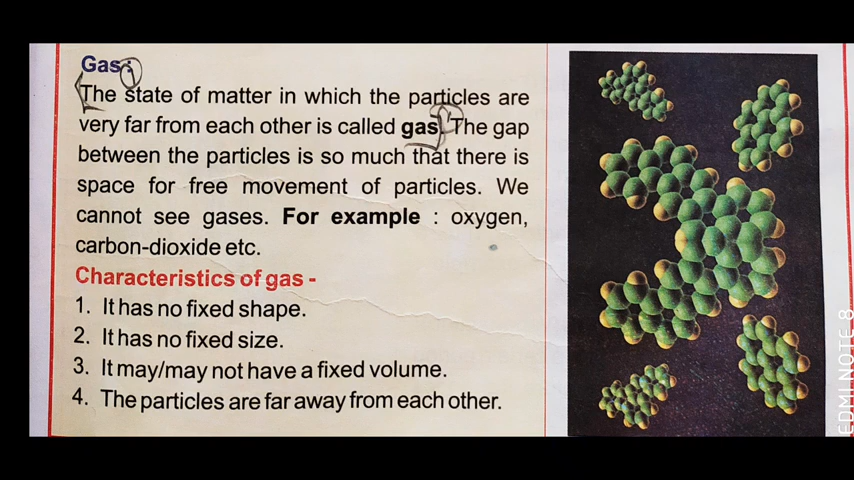 Gas :
The state of matter in which the particles are
very far from each other is called gas. The gap
between the particles is so much that there is
space for free movement of particles. We
cannot see gases. For example : oxygen,
carbon-dioxide etc.
Characteristics of gas -
1. It has no fixed shape.
2. It has no fixed size.
3. It may/may not have a fixed volume.
4. The particles are far away from each other.
EDMI NOTE 8